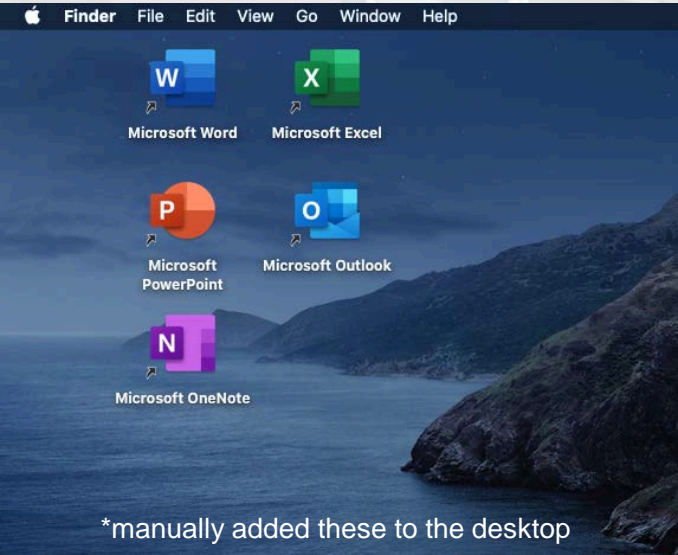 Finder File Edit View Go Window Help
W X
Microsoft Word Microsoft Excel
P O
Microsoft PowerPoint Microsoft Outlook
N
Microsoft OneNote
*manually added these to the desktop